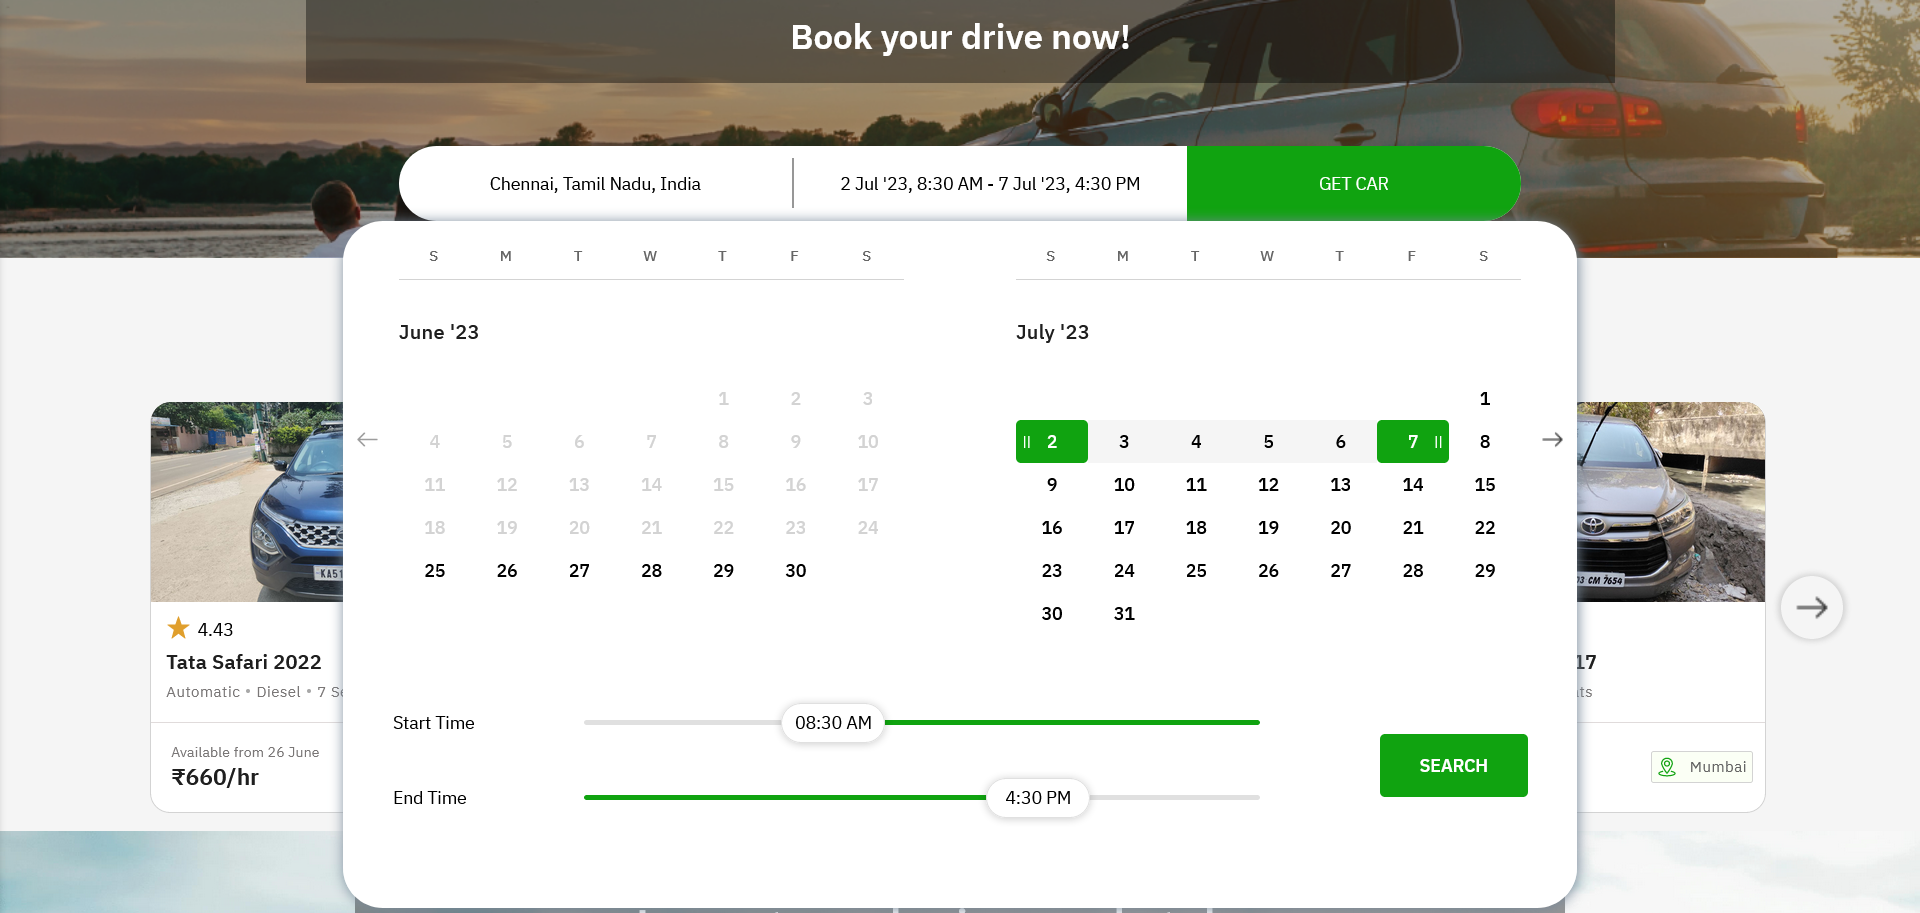 Book your drive now!
Chennai, Tamil Nadu, India
2 Jul '23, 8:30 AM - 7 Jul '23, 4:30 PM
GET CAR
S M T W T F S
June '23
1 2 3
4 5 6 7 8 9 10
11 12 13 14 15 16 17
18 19 20 21 22 23 24
25 26 27 28 29 30
S M T W T F S
July '23
1
2 3 4 5 6 7 8
9 10 11 12 13 14 15
16 17 18 19 20 21 22
23 24 25 26 27 28 29
30 31
Start Time
08:30 AM
End Time
4:30 PM
SEARCH
KA51
4.43
Tata Safari 2022
Automatic • Diesel • 7 Se
Available from 26 June
₹660/hr
03 CM 7654
17
ts
Mumbai